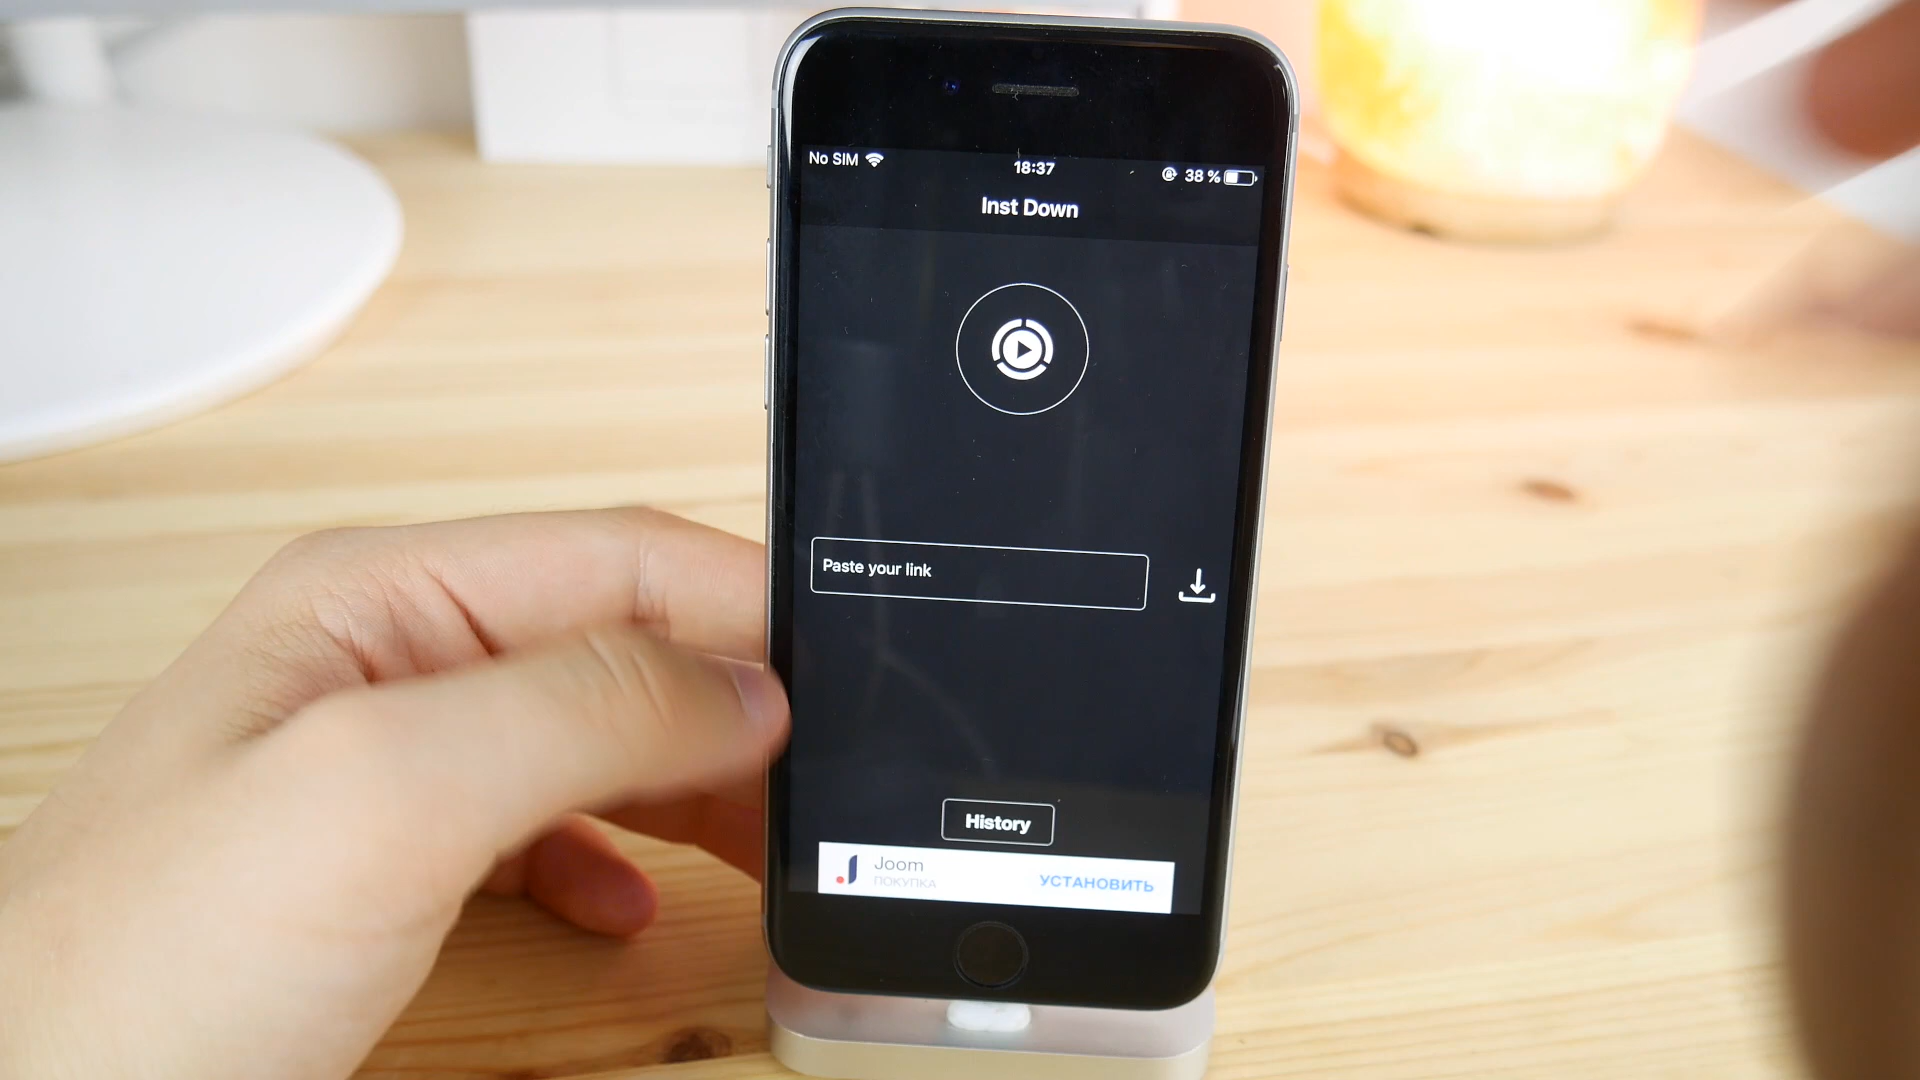 No SIM
18:37
38 %
Inst Down
Paste your link
History
Joom
ПОКУПКА
УСТАНОВИТЬ